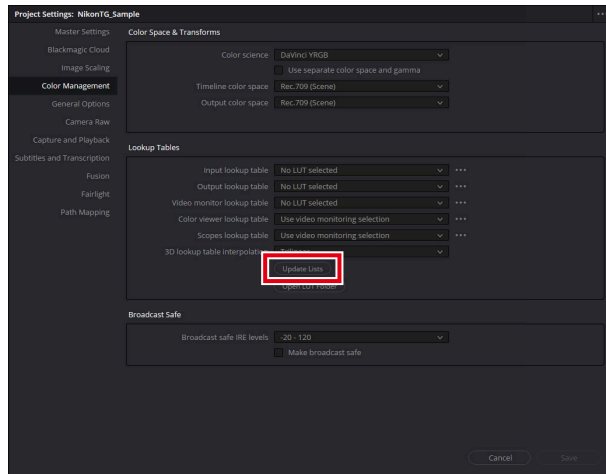 Project Settings: NikonTG_Sample
Master Settings
Blackmagic Cloud
Image Scaling
Color Management
General Options
Camera Raw
Capture and Playback
Subtitles and Transcription
Fusion
Fairlight
Path Mapping
Color Space & Transforms
Color science DaVinci YRGB
Use separate color space and gamma
Timeline color space Rec.709 (Scene)
Output color space Rec.709 (Scene)
Lookup Tables
Input lookup table No LUT selected
Output lookup table No LUT selected
Video monitor lookup table No LUT selected
Color viewer lookup table Use video monitoring selection
Scopes lookup table Use video monitoring selection
3D lookup table interpolation Trilinear
Update Lists
Open LUT Folder
Broadcast Safe
Broadcast safe IRE levels -20 - 120
Make broadcast safe
Cancel Save